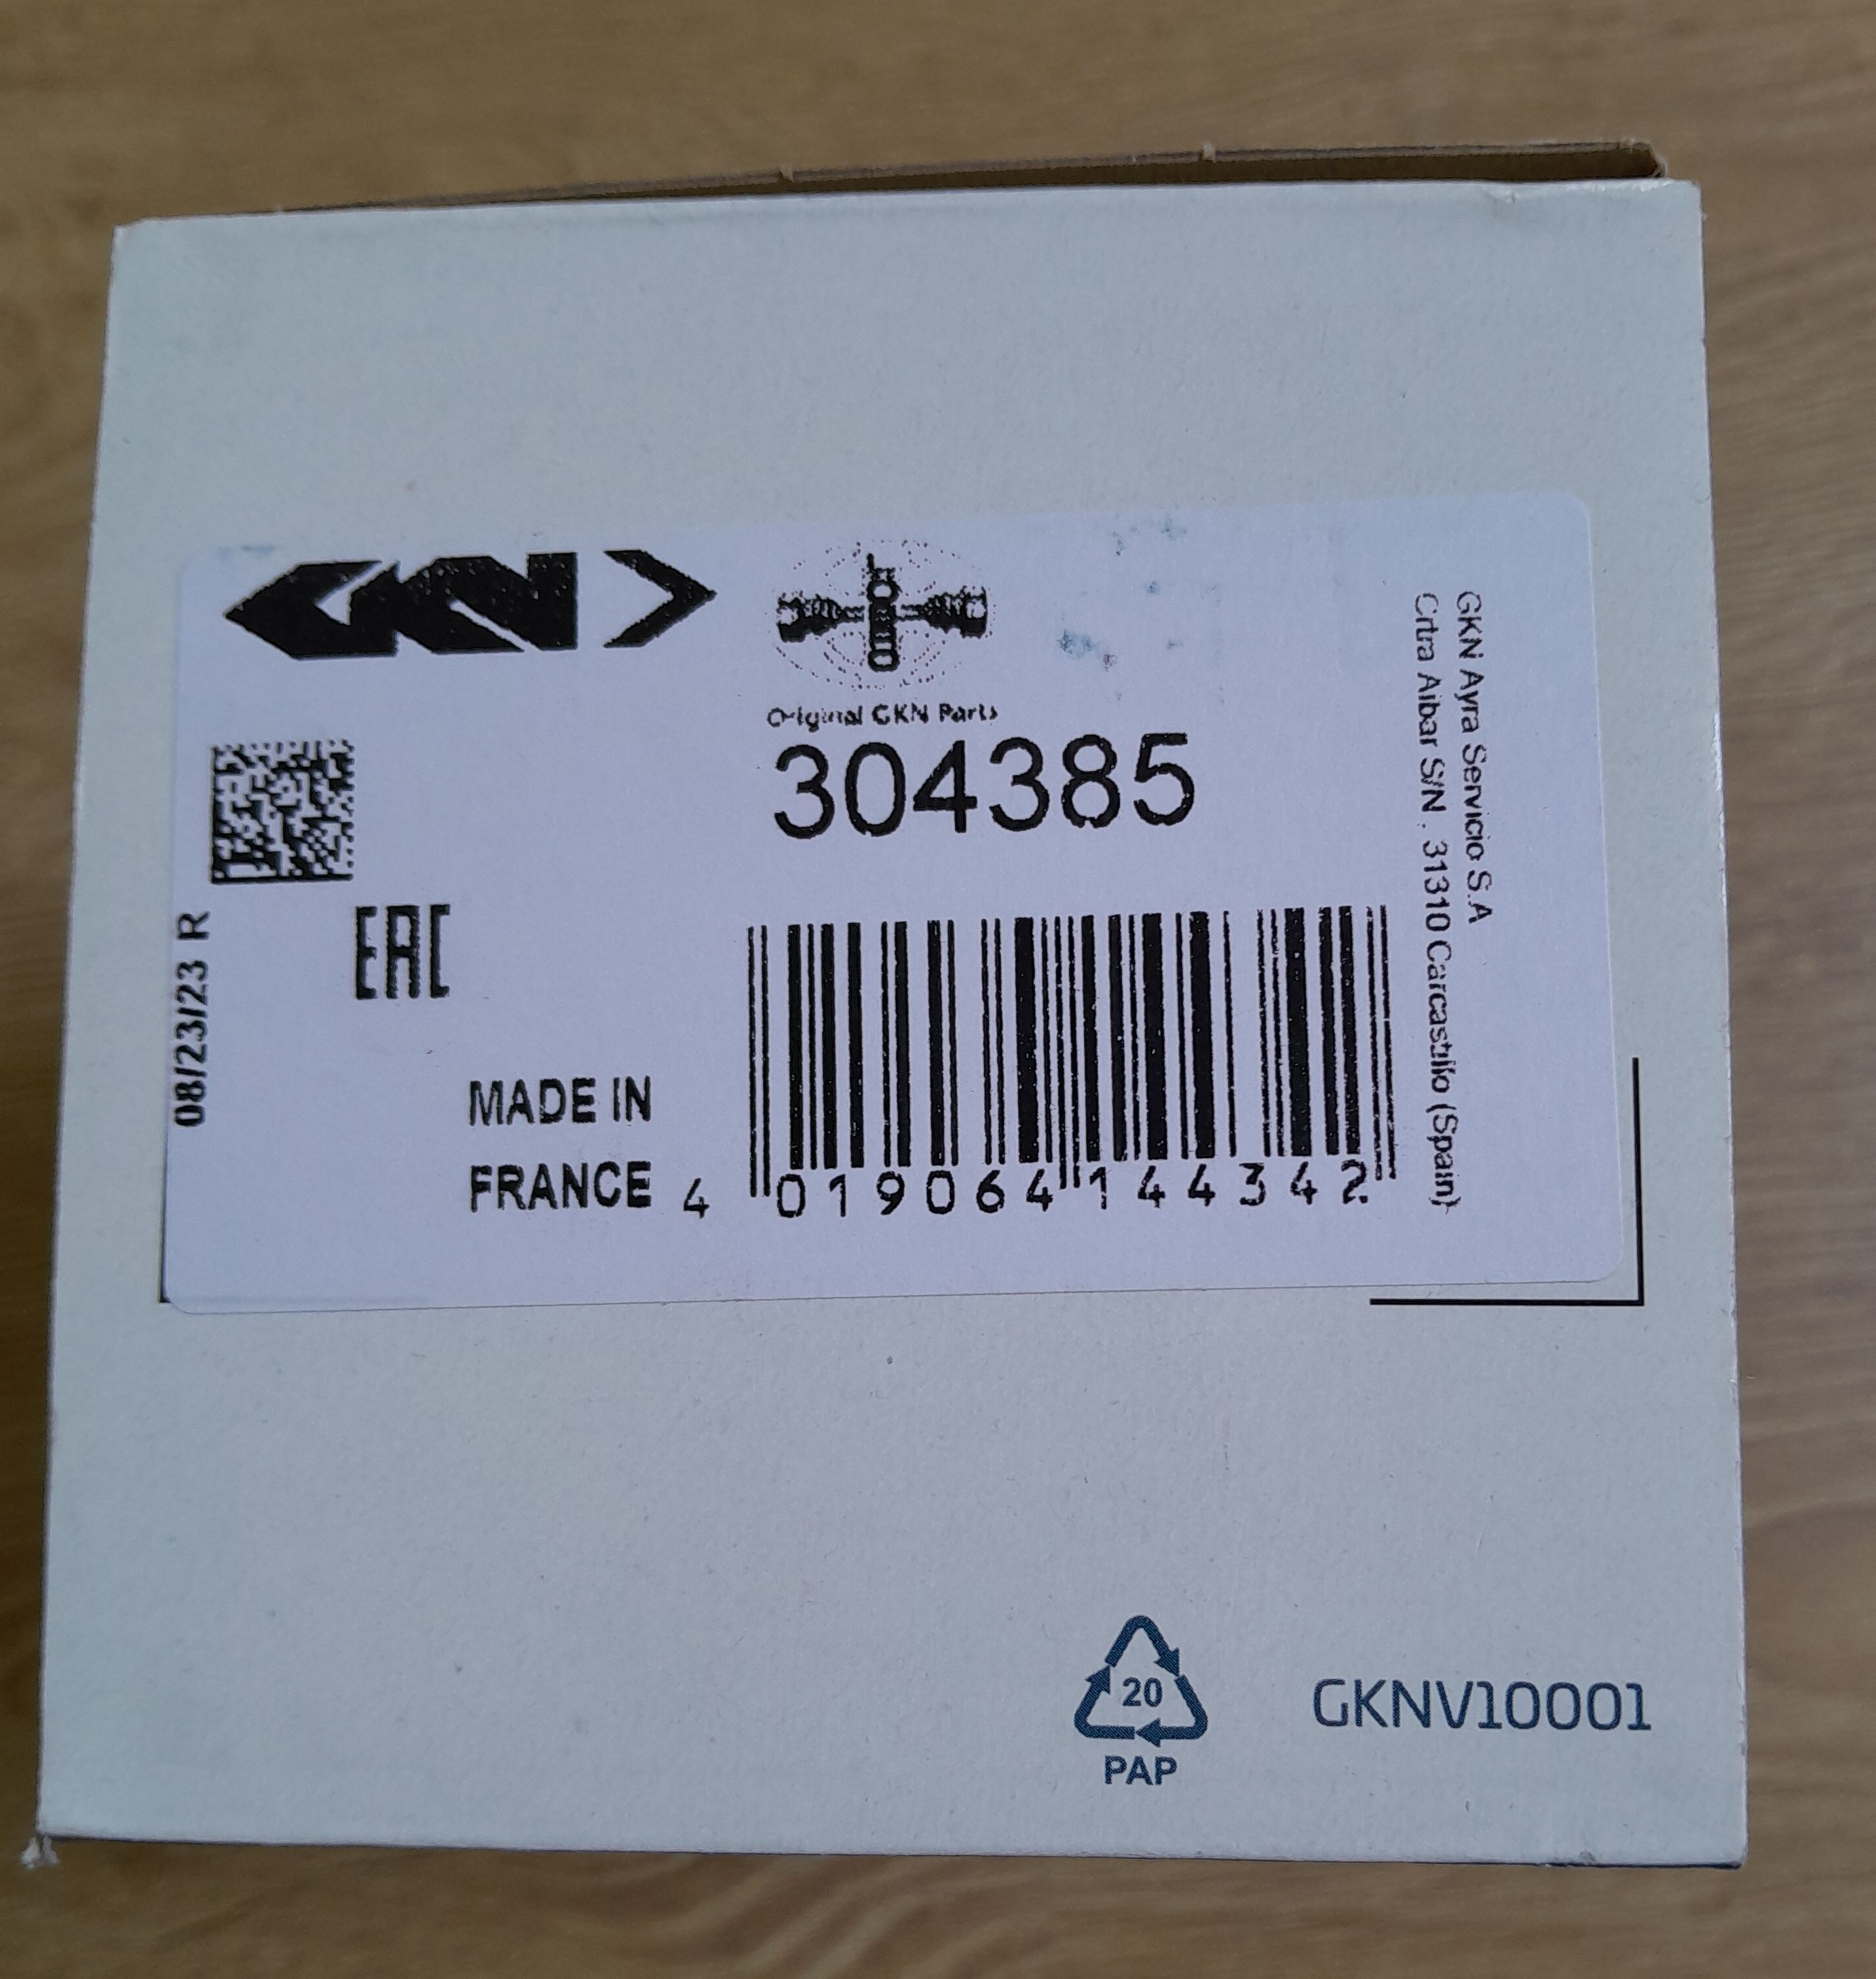 GKN
Original GKN Parts
304385
GKN Ayra Servicio S.A
Crtra Aibar S/N . 31310 Carcastillo (Spain)
08/23/23 R
EAC
MADE IN
FRANCE
4 019064 144342
20
PAP
GKNV10001